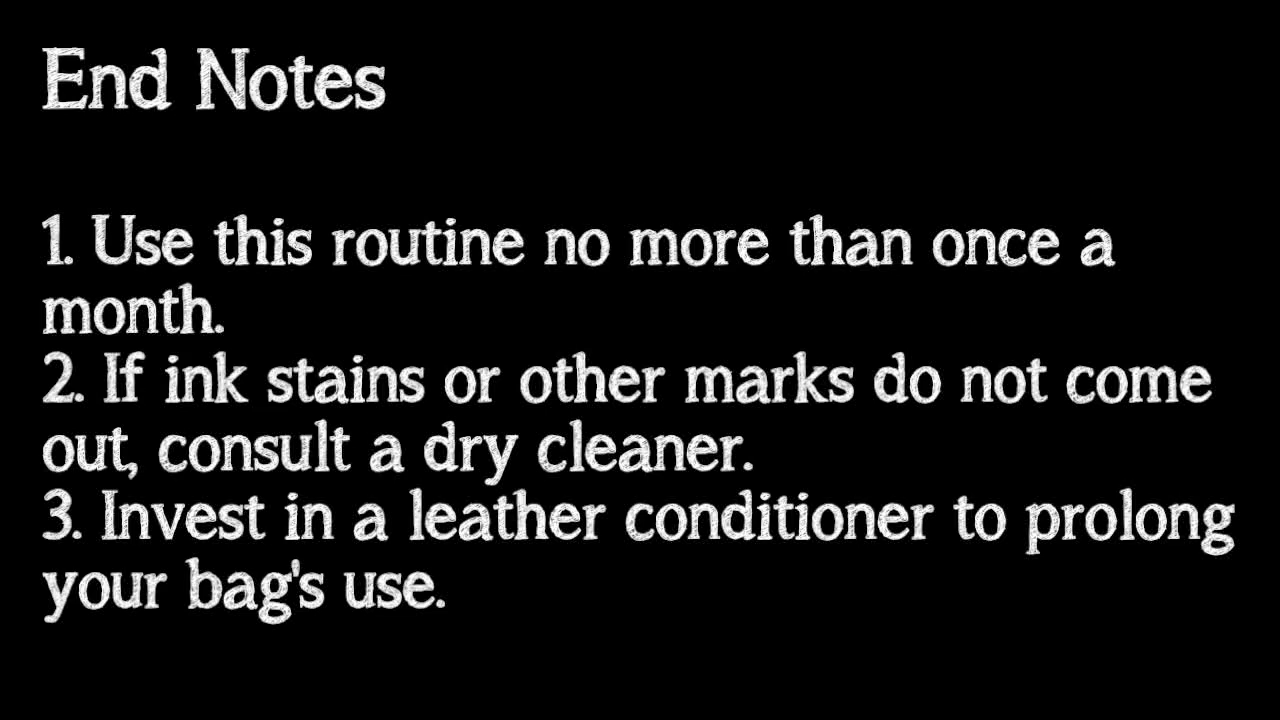 End Notes
1. Use this routine no more than once a
month.
2. If ink stains or other marks do not come
out, consult a dry cleaner.
3. Invest in a leather conditioner to prolong
your bag's use.